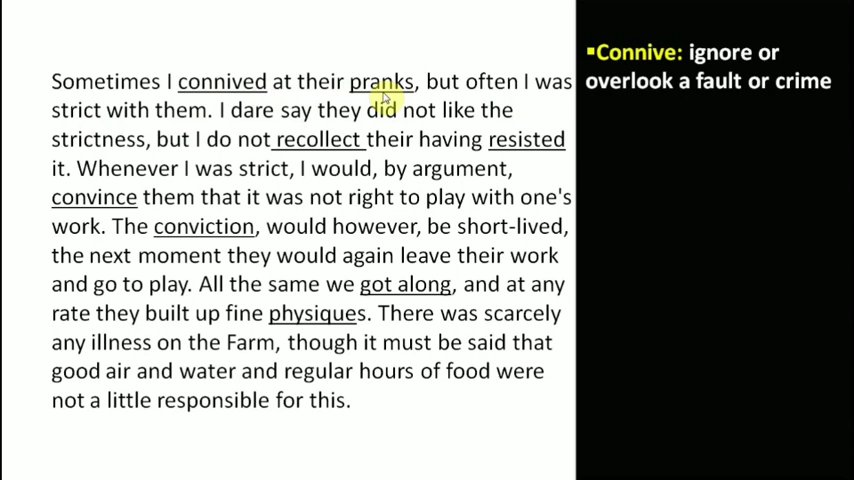 Sometimes I connived at their pranks, but often I was
strict with them. I dare say they did not like the
strictness, but I do not recollect their having resisted
it. Whenever I was strict, I would, by argument,
convince them that it was not right to play with one's
work. The conviction, would however, be short-lived,
the next moment they would again leave their work
and go to play. All the same we got along, and at any
rate they built up fine physiques. There was scarcely
any illness on the Farm, though it must be said that
good air and water and regular hours of food were
not a little responsible for this.
▪Connive: ignore or
overlook a fault or crime